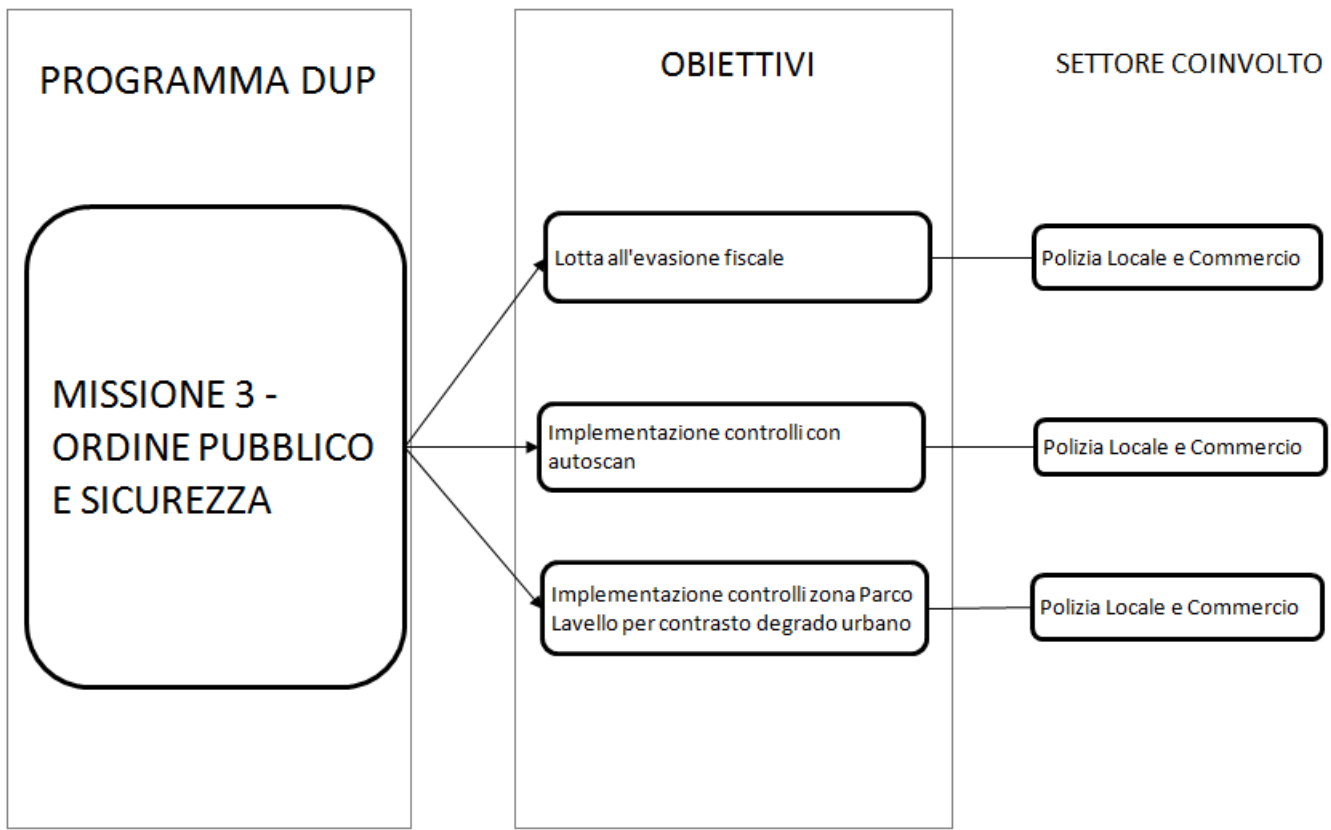 PROGRAMMA DUP
OBIETTIVI
SETTORE COINVOLTO
MISSIONE 3 -
ORDINE PUBBLICO
E SICUREZZA
Lotta all'evasione fiscale
Polizia Locale e Commercio
Implementazione controlli con
autoscan
Polizia Locale e Commercio
Implementazione controlli zona Parco
Lavello per contrasto degrado urbano
Polizia Locale e Commercio